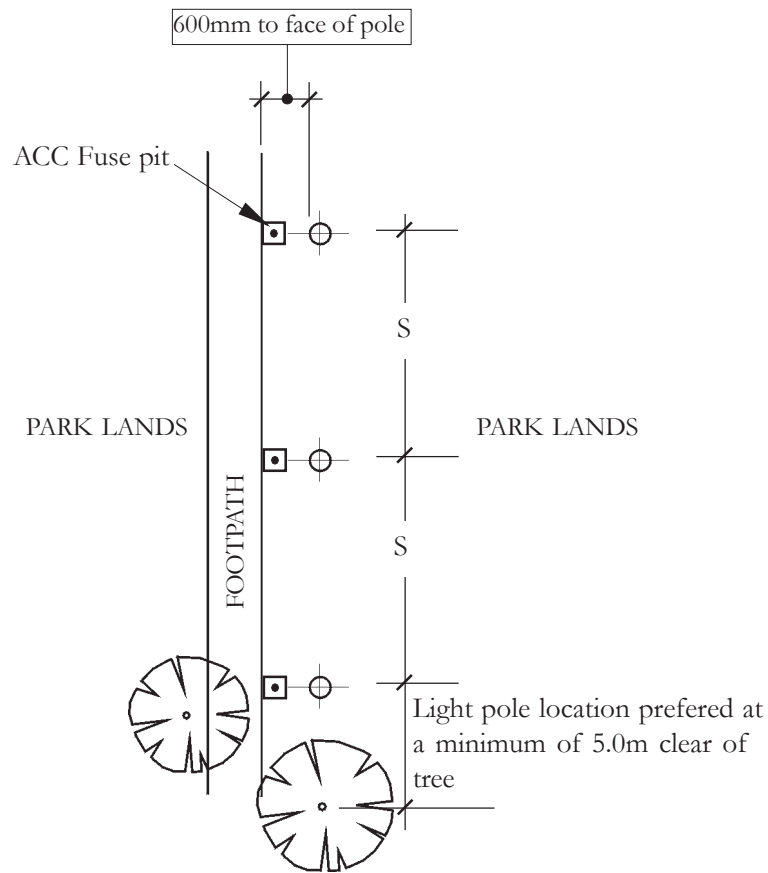 600mm to face of pole
ACC Fuse pit
S
PARK LANDS
PARK LANDS
FOOTPATH
S
Light pole location prefered at
a minimum of 5.0m clear of
tree